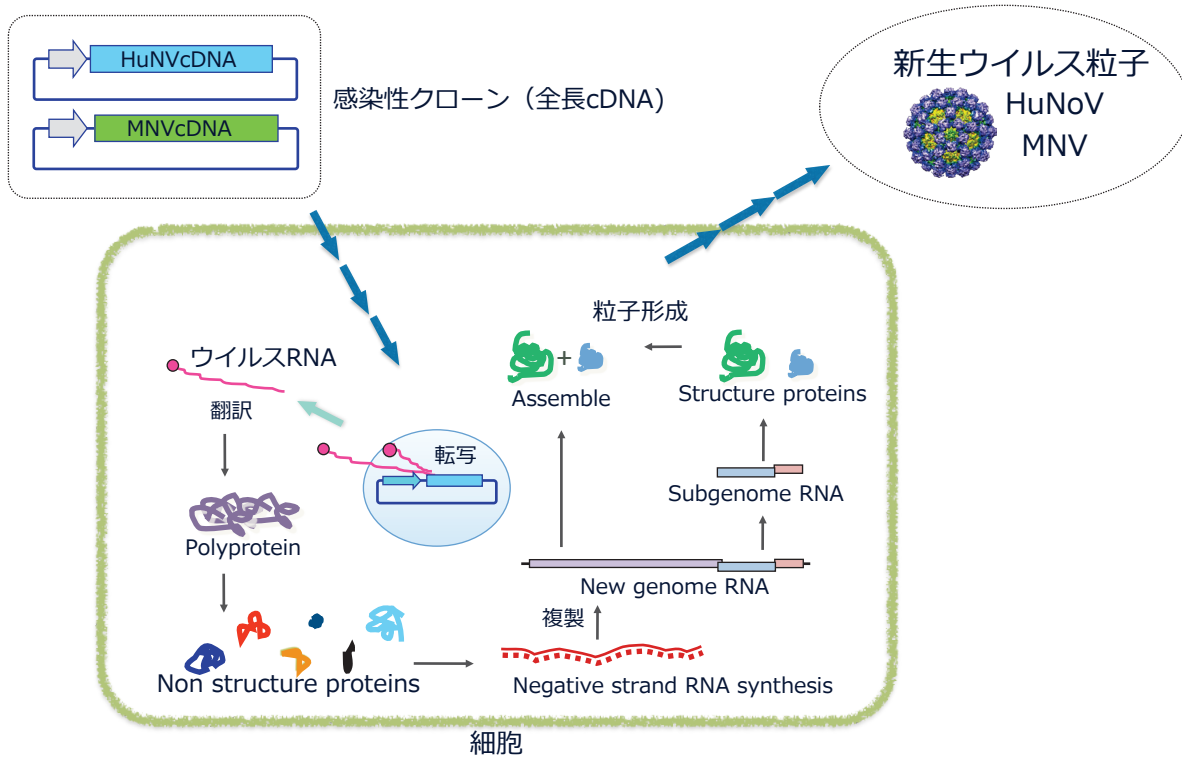 HuNVcDNA
MNVcDNA
感染性クローン（全長cDNA)
新生ウイルス粒子
HuNoV
MNV
ウイルスRNA
翻訳
転写
Polyprotein
Non structure proteins
粒子形成
+
Assemble
Structure proteins
Subgenome RNA
New genome RNA
複製
Negative strand RNA synthesis
細胞